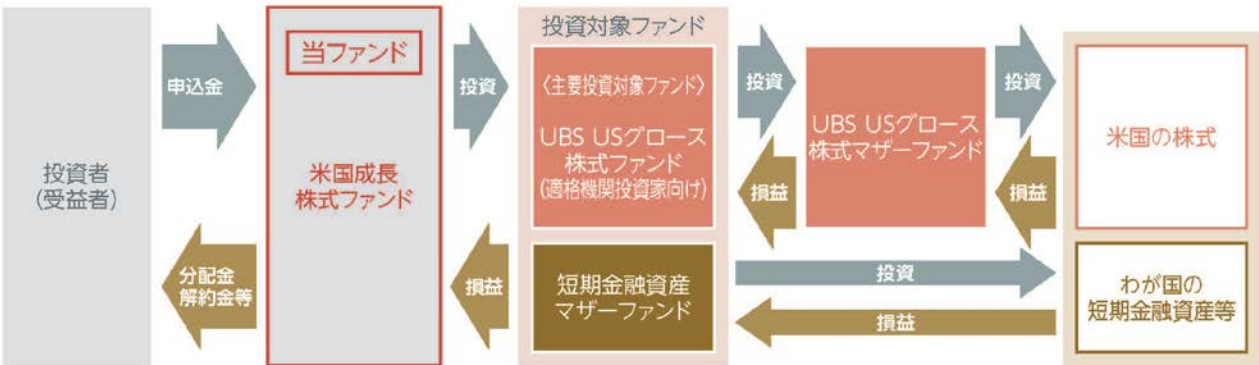 投資者
(受益者)
申込金
分配金
解約金等
当ファンド
米国成長
株式ファンド
投資
損益
投資対象ファンド
〈主要投資対象ファンド〉
UBS USグロース
株式ファンド
(適格機関投資家向け)
短期金融資産
マザーファンド
投資
損益
UBS USグロース
株式マザーファンド
投資
損益
投資
損益
米国の株式
わが国の
短期金融資産等